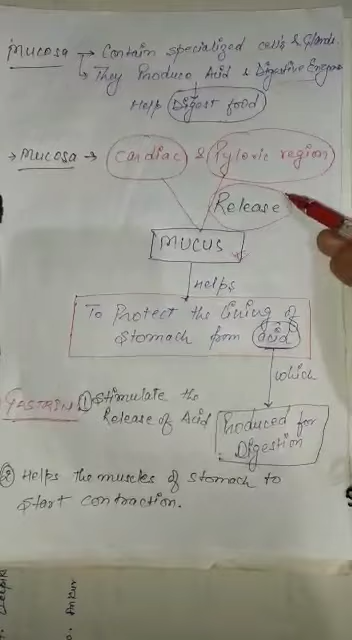 Mucosa → Contain specialized cells & Glands.
→ They Produce Acid & Digestive Enzyme
Help Digest food
→ Mucosa → Cardiac & Pyloric region
Release
MUCUS
Helps
To Protect the Lining of
Stomach from acid
which
GASTRIN ① Stimulate the
Release of Acid
Produced for
Digestion
② Helps the muscles of stomach to
start contraction.